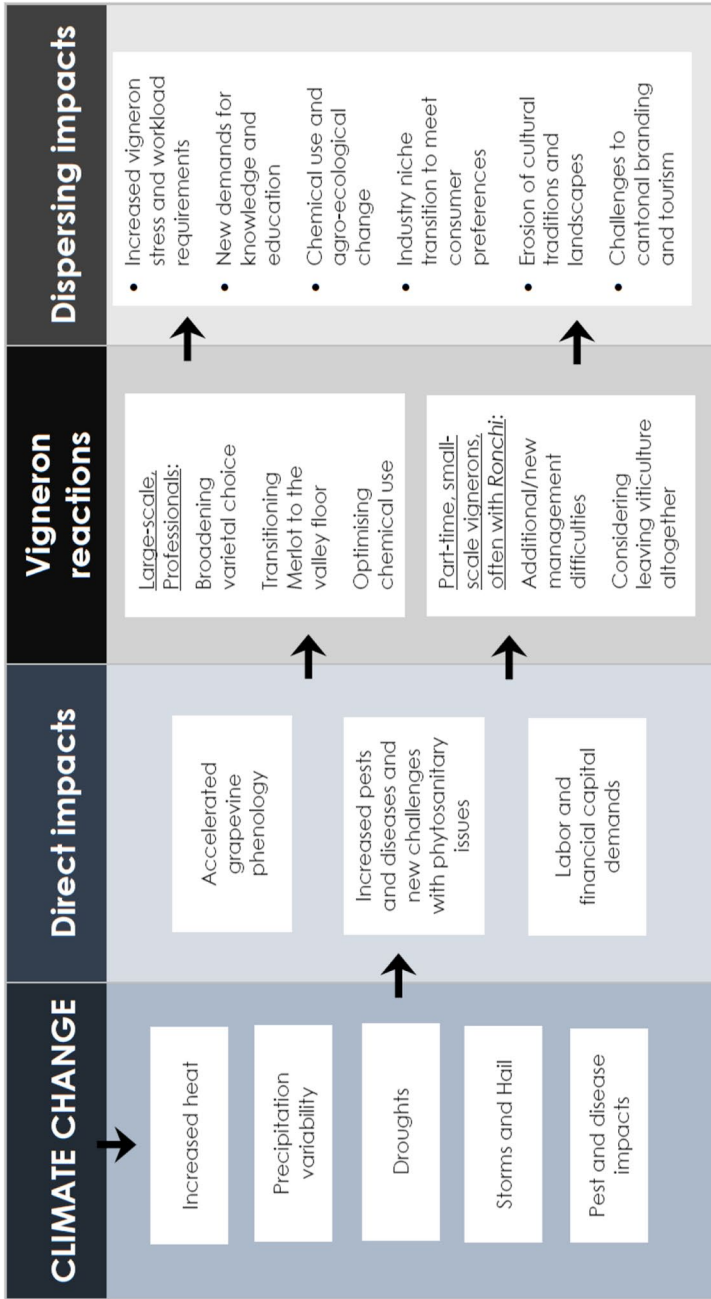 CLIMATE CHANGE
Increased heat
Precipitation
variability
Droughts
Storms and Hail
Pest and disease
impacts
Direct impacts
Accelerated
grapevine
phenology
Increased pests
and diseases and
new challenges
with phytosanitary
issues
Labor and
financial capital
demands
Vigneron
reactions
Large-scale,
Professionals:
Broadening
varietal choice
Transitioning
Merlot to the
valley floor
Optimising
chemical use
Part-time, small-
scale vignerons,
often with Ronchi:
Additional/new
management
difficulties
Considering
leaving viticulture
altogether
Dispersing impacts
• Increased vigneron
stress and workload
requirements
• New demands for
knowledge and
education
• Chemical use and
agro-ecological
change
• Industry niche
transition to meet
consumer
preferences
• Erosion of cultural
traditions and
landscapes
• Challenges to
cantonal branding
and tourism